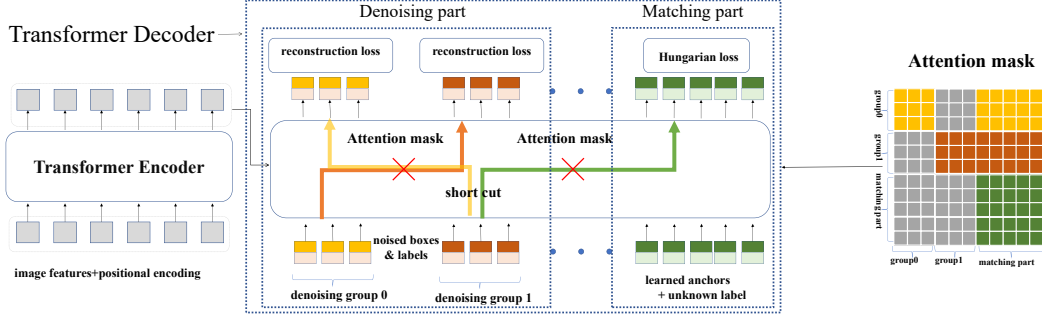 Denoising part
Matching part
Transformer Decoder
reconstruction loss
reconstruction loss
Hungarian loss
Attention mask
group0
group1
matching part
group0
group1
matching part
Attention mask
Attention mask
short cut
Transformer Encoder
image features+positional encoding
noised boxes
& labels
denoising group 0
denoising group 1
learned anchors
+ unknown label